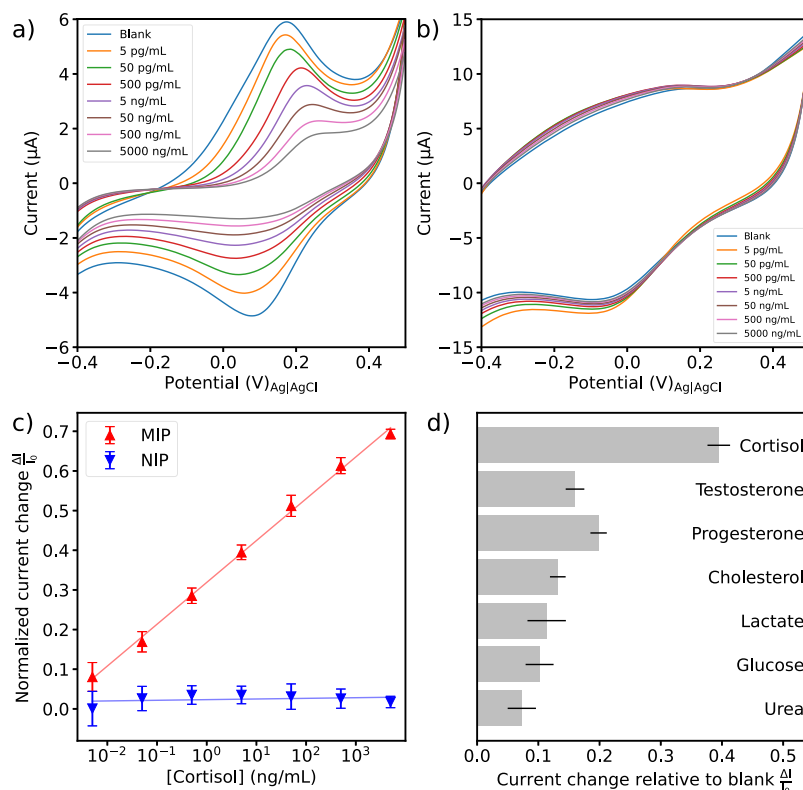 a)
Blank
5 pg/mL
50 pg/mL
500 pg/mL
5 ng/mL
50 ng/mL
500 ng/mL
5000 ng/mL
6
4
2
0
−2
−4
−6
Current (μA)
−0.4
−0.2
0.0
0.2
0.4
Potential (V)Ag|AgCl
b)
15
10
5
0
−5
−10
−15
Current (μA)
Blank
5 pg/mL
50 pg/mL
500 pg/mL
5 ng/mL
50 ng/mL
500 ng/mL
5000 ng/mL
−0.4
−0.2
0.0
0.2
0.4
Potential (V)Ag|AgCl
c)
MIP
NIP
0.7
0.6
0.5
0.4
0.3
0.2
0.1
0.0
Normalized current change ΔI/I₀
10⁻²
10⁻¹
10⁰
10¹
10²
10³
[Cortisol] (ng/mL)
d)
Cortisol
Testosterone
Progesterone
Cholesterol
Lactate
Glucose
Urea
0.0
0.1
0.2
0.3
0.4
0.5
Current change relative to blank ΔI/I₀